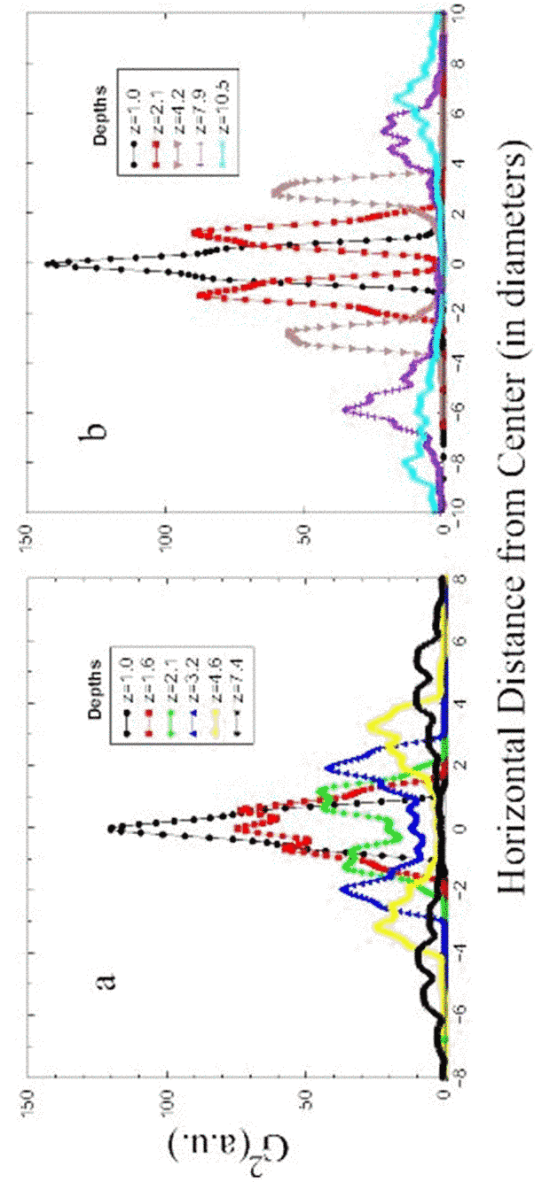 G²(a.u.)
150
100
50
0
a
Depths
z=1.0
z=1.6
z=2.1
z=3.2
z=4.6
z=7.4
-8
-6
-4
-2
0
2
4
6
8
150
100
50
0
b
Depths
z=1.0
z=2.1
z=4.2
z=7.9
z=10.5
-10
-8
-6
-4
-2
0
2
4
6
8
10
Horizontal Distance from Center (in diameters)